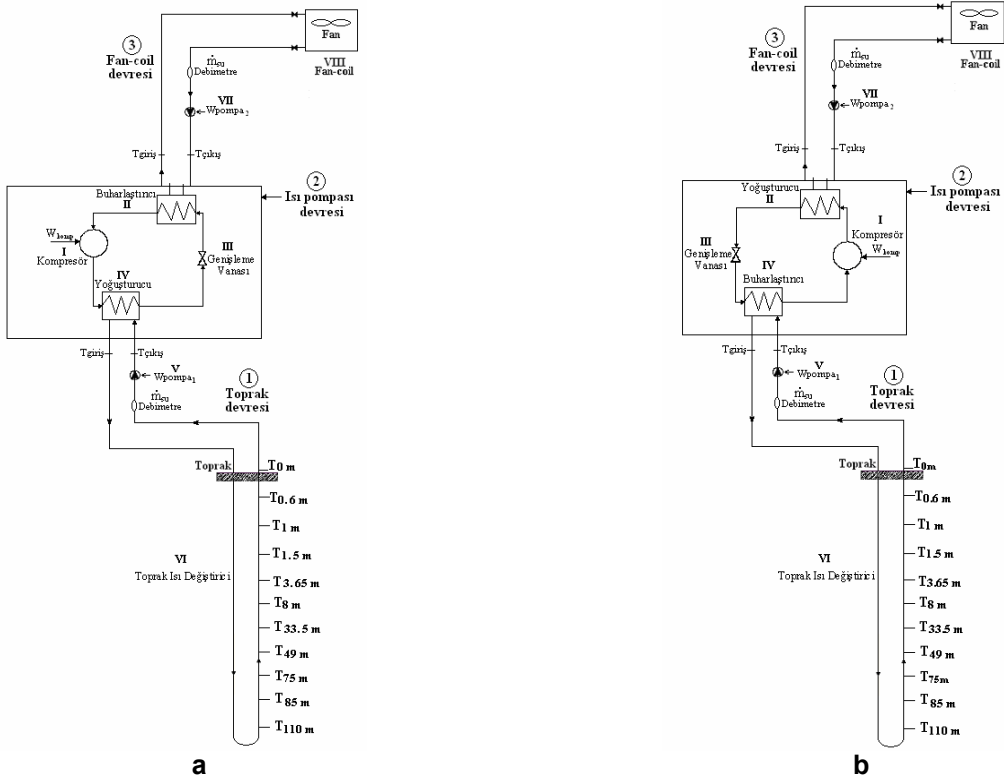 Fan
VIII
Fan-coil
③
Fan-coil
devresi
ṁsu
Debimetre
VII
Wpompa2
Tgiriş
Tçıkış
②
Isı pompası
devresi
Buharlaştırıcı
II
Wkomp
I
Kompresör
III
Genişleme
Vanası
IV
Yoğuşturucu
Tgiriş
Tçıkış
V
Wpompa1
ṁsu
Debimetre
①
Toprak
devresi
Toprak
T0 m
T0.6 m
T1 m
T1.5 m
VI
Toprak Isı Değiştirici
T3.65 m
T8 m
T33.5 m
T49 m
T75 m
T85 m
T110 m
a
Fan
VIII
Fan-coil
③
Fan-coil
devresi
ṁsu
Debimetre
VII
Wpompa2
Tgiriş
Tçıkış
②
Isı pompası
devresi
Yoğuşturucu
II
I
Kompresör
Wkomp
III
Genişleme
Vanası
IV
Buharlaştırıcı
Tgiriş
Tçıkış
V
Wpompa1
ṁsu
Debimetre
①
Toprak
devresi
Toprak
T0m
T0.6 m
T1 m
T1.5 m
VI
Toprak Isı Değiştirici
T3.65 m
T8 m
T33.5 m
T49 m
T75m
T85 m
T110 m
b